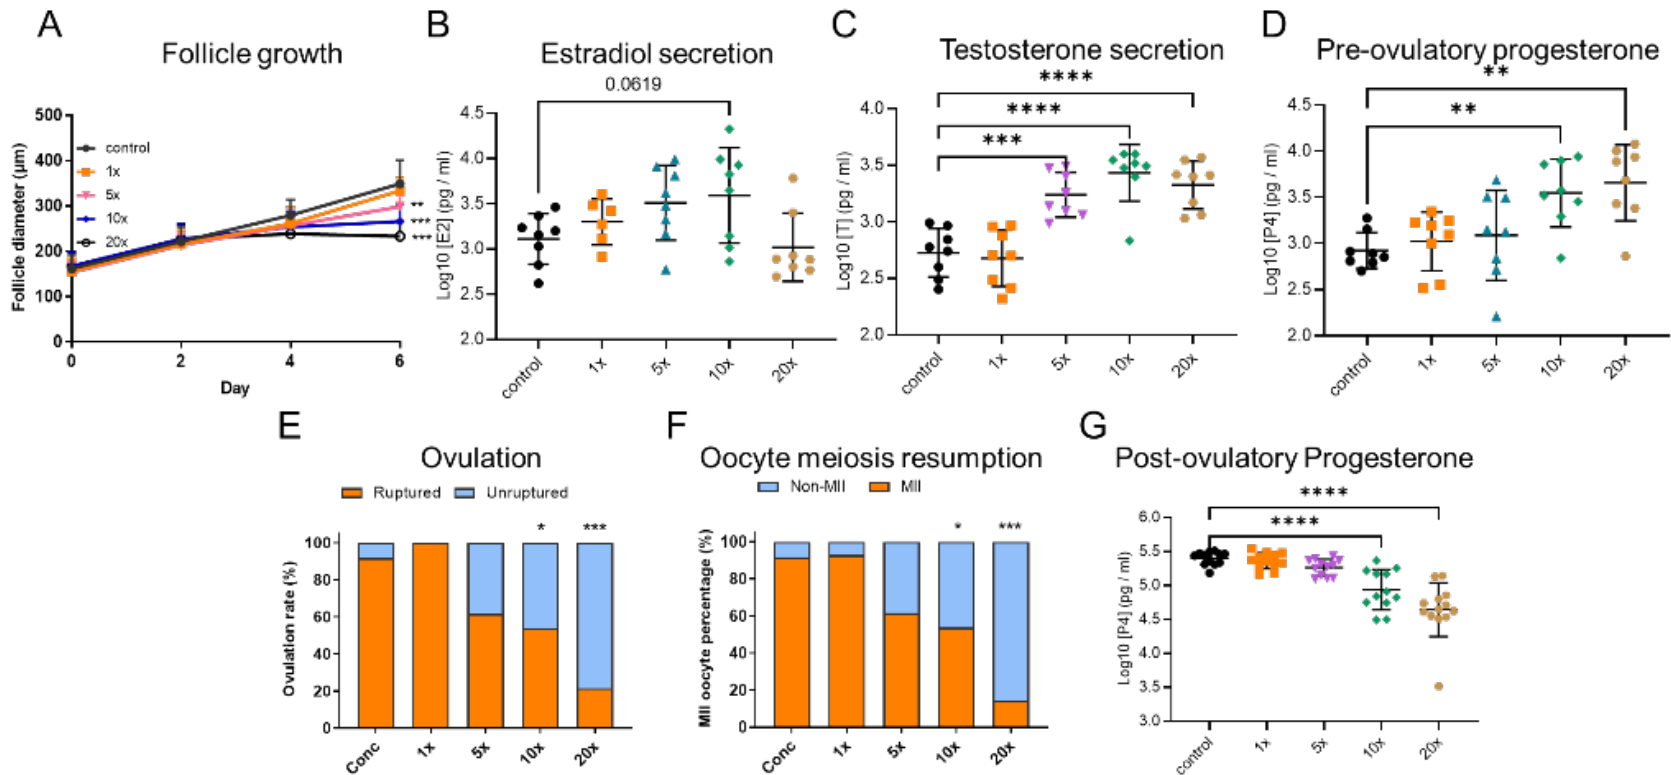 A
Follicle growth
Follicle diameter (µm)
500
400
300
200
100
0
control
1x
5x
10x
20x
**
***
***
0
2
4
6
Day
B
Estradiol secretion
0.0619
Log10 [E2] (pg / ml)
4.5
4.0
3.5
3.0
2.5
2.0
control
1x
5x
10x
20x
C
Testosterone secretion
****
****
***
Log10 [T] (pg / ml)
4.0
3.5
3.0
2.5
2.0
control
1x
5x
10x
20x
D
Pre-ovulatory progesterone
**
**
Log10 [P4] (pg / ml)
4.5
4.0
3.5
3.0
2.5
2.0
control
1x
5x
10x
20x
E
Ovulation
Ruptured
Unruptured
*
***
Ovulation rate (%)
100
80
60
40
20
0
Conc
1x
5x
10x
20x
F
Oocyte meiosis resumption
Non-MII
MII
*
***
MII oocyte percentage (%)
100
80
60
40
20
0
Conc
1x
5x
10x
20x
G
Post-ovulatory Progesterone
****
****
Log10 [P4] (pg / ml)
6.0
5.5
5.0
4.5
4.0
3.5
3.0
control
1x
5x
10x
20x